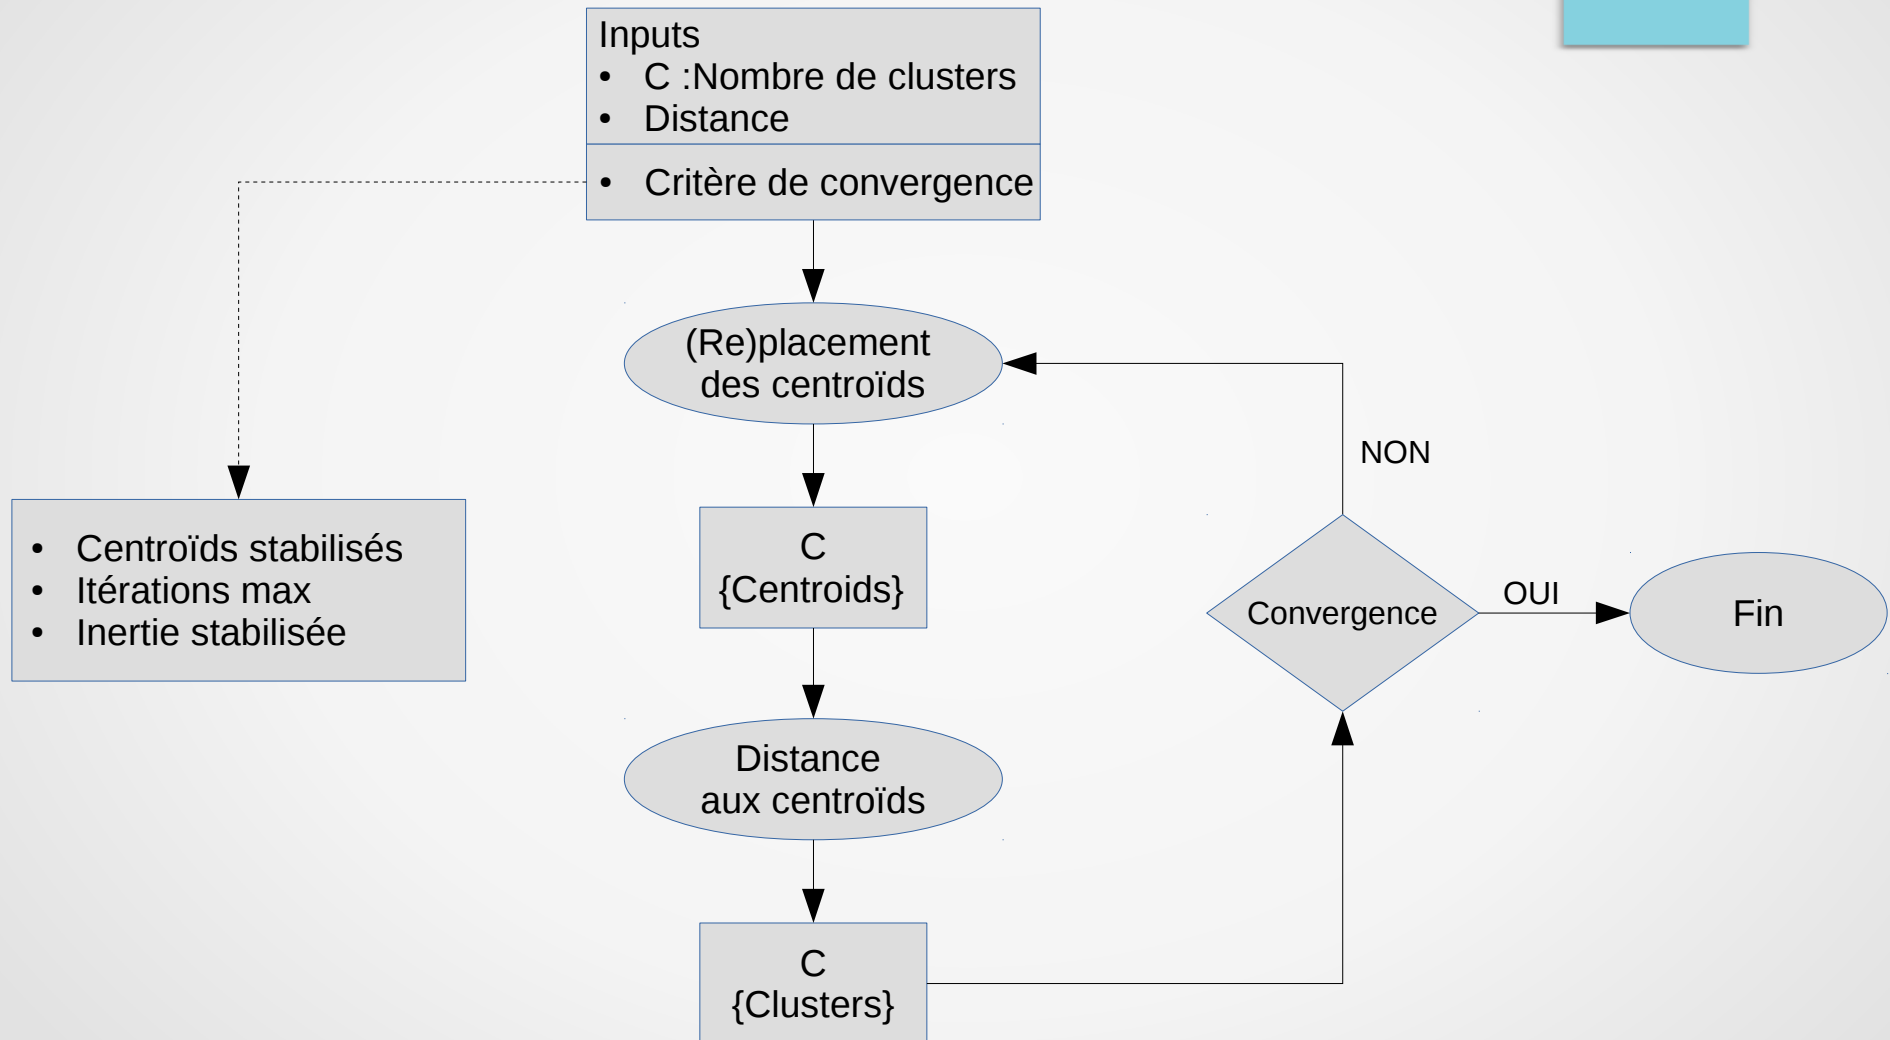 Inputs
• C :Nombre de clusters
• Distance
• Critère de convergence
(Re)placement
des centroïds
NON
• Centroïds stabilisés
• Itérations max
• Inertie stabilisée
C
{Centroids}
Convergence
OUI
Fin
Distance
aux centroïds
C
{Clusters}